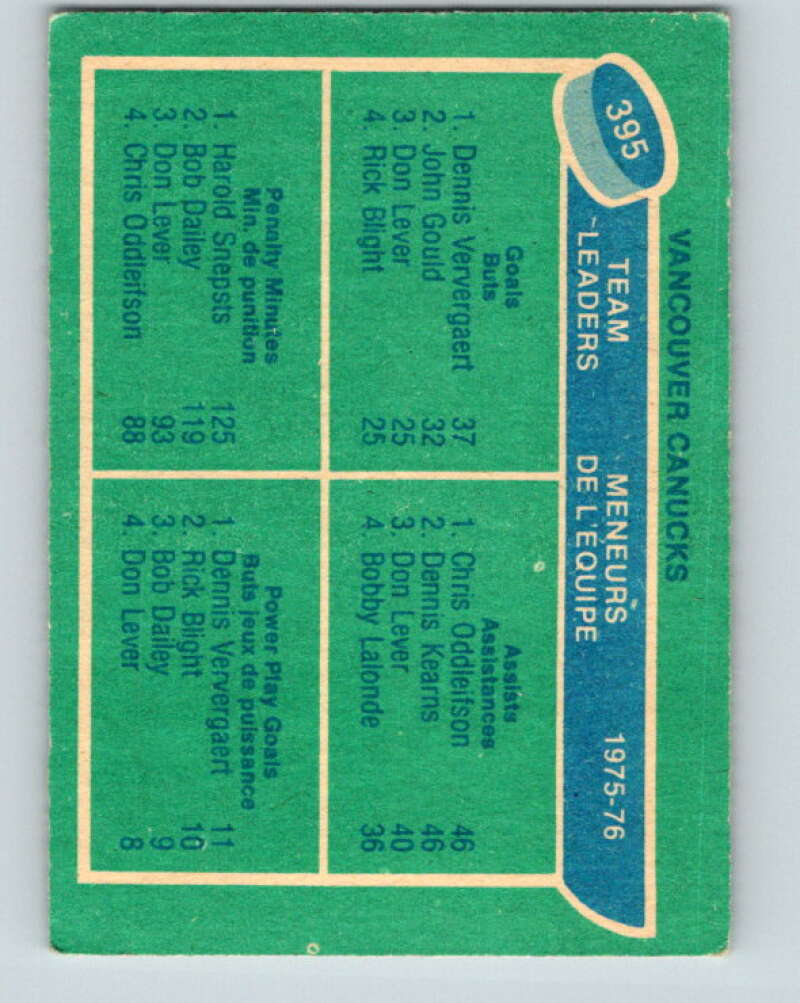 VANCOUVER CANUCKS
395
TEAM LEADERS
MENEURS DE L'ÉQUIPE
1975-76
Goals
Buts
1. Dennis Ververgaert 37
2. John Gould 32
3. Don Lever 25
4. Rick Blight 25
Assists
Assistances
1. Chris Oddleifson 46
2. Dennis Kearns 46
3. Don Lever 40
4. Bobby Lalonde 36
Penalty Minutes
Min. de punition
1. Harold Snepsts 125
2. Bob Dailey 119
3. Don Lever 93
4. Chris Oddleifson 88
Power Play Goals
Buts jeux de puissance
1. Dennis Ververgaert 11
2. Rick Blight 10
3. Bob Dailey 9
4. Don Lever 8